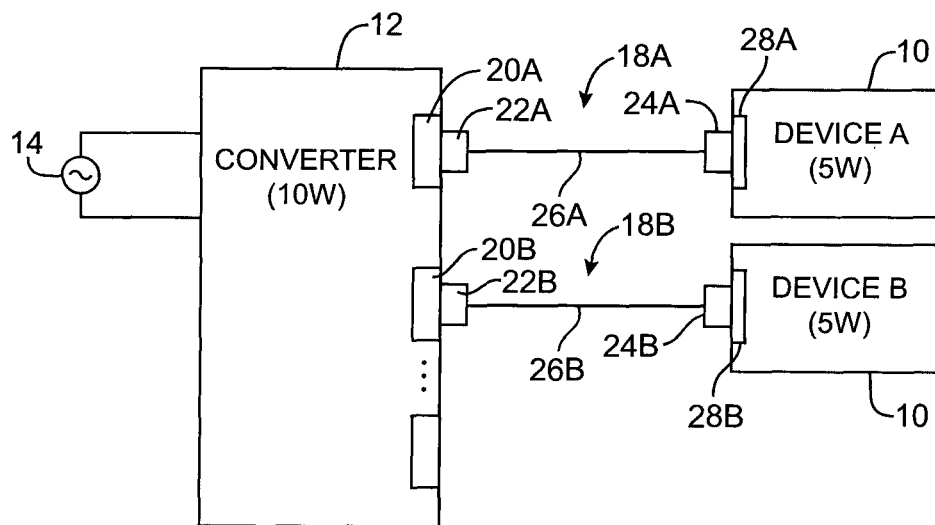 12
20A
22A
18A
24A
28A
10
14
CONVERTER
(10W)
DEVICE A
(5W)
26A
18B
20B
22B
DEVICE B
(5W)
24B
26B
28B
10